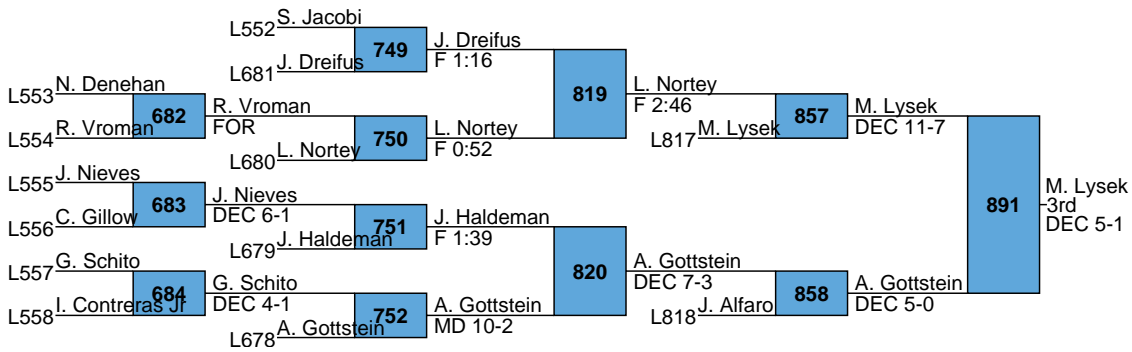 S. Jacobi
L552
749
J. Dreifus
F 1:16
J. Dreifus
L681
N. Denehan
L553
682
R. Vroman
FOR
R. Vroman
L554
750
L. Nortey
F 0:52
L. Nortey
L680
819
L. Nortey
F 2:46
857
M. Lysek
DEC 11-7
M. Lysek
L817
J. Nieves
L555
683
J. Nieves
DEC 6-1
C. Gillow
L556
751
J. Haldeman
F 1:39
J. Haldeman
L679
891
M. Lysek
3rd
DEC 5-1
G. Schito
L557
684
G. Schito
DEC 4-1
I. Contreras Jr
L558
752
A. Gottstein
MD 10-2
A. Gottstein
L678
820
A. Gottstein
DEC 7-3
858
A. Gottstein
DEC 5-0
J. Alfaro
L818